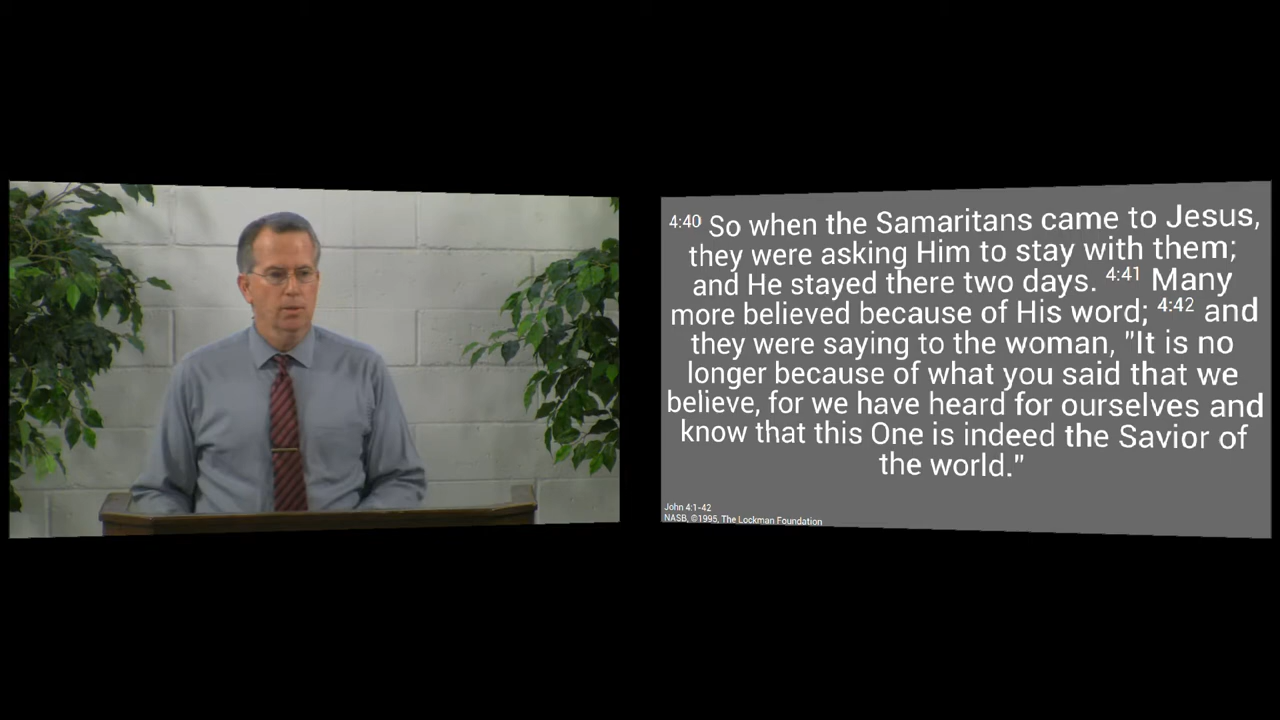 4:40 So when the Samaritans came to Jesus,
they were asking Him to stay with them;
and He stayed there two days. 4:41 Many
more believed because of His word; 4:42 and
they were saying to the woman, "It is no
longer because of what you said that we
believe, for we have heard for ourselves and
know that this One is indeed the Savior of
the world."
John 4:1-42
NASB, ©1995, The Lockman Foundation